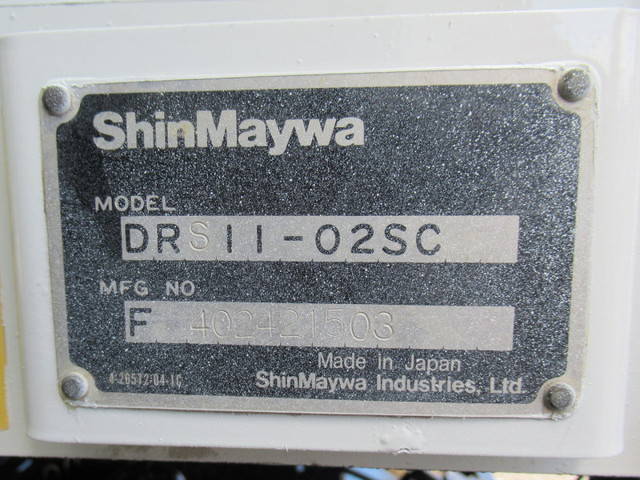 ShinMaywa
MODEL
DRS11-02SC
MFG NO
F 402421503
Made In Japan
ShinMaywa Industries, Ltd